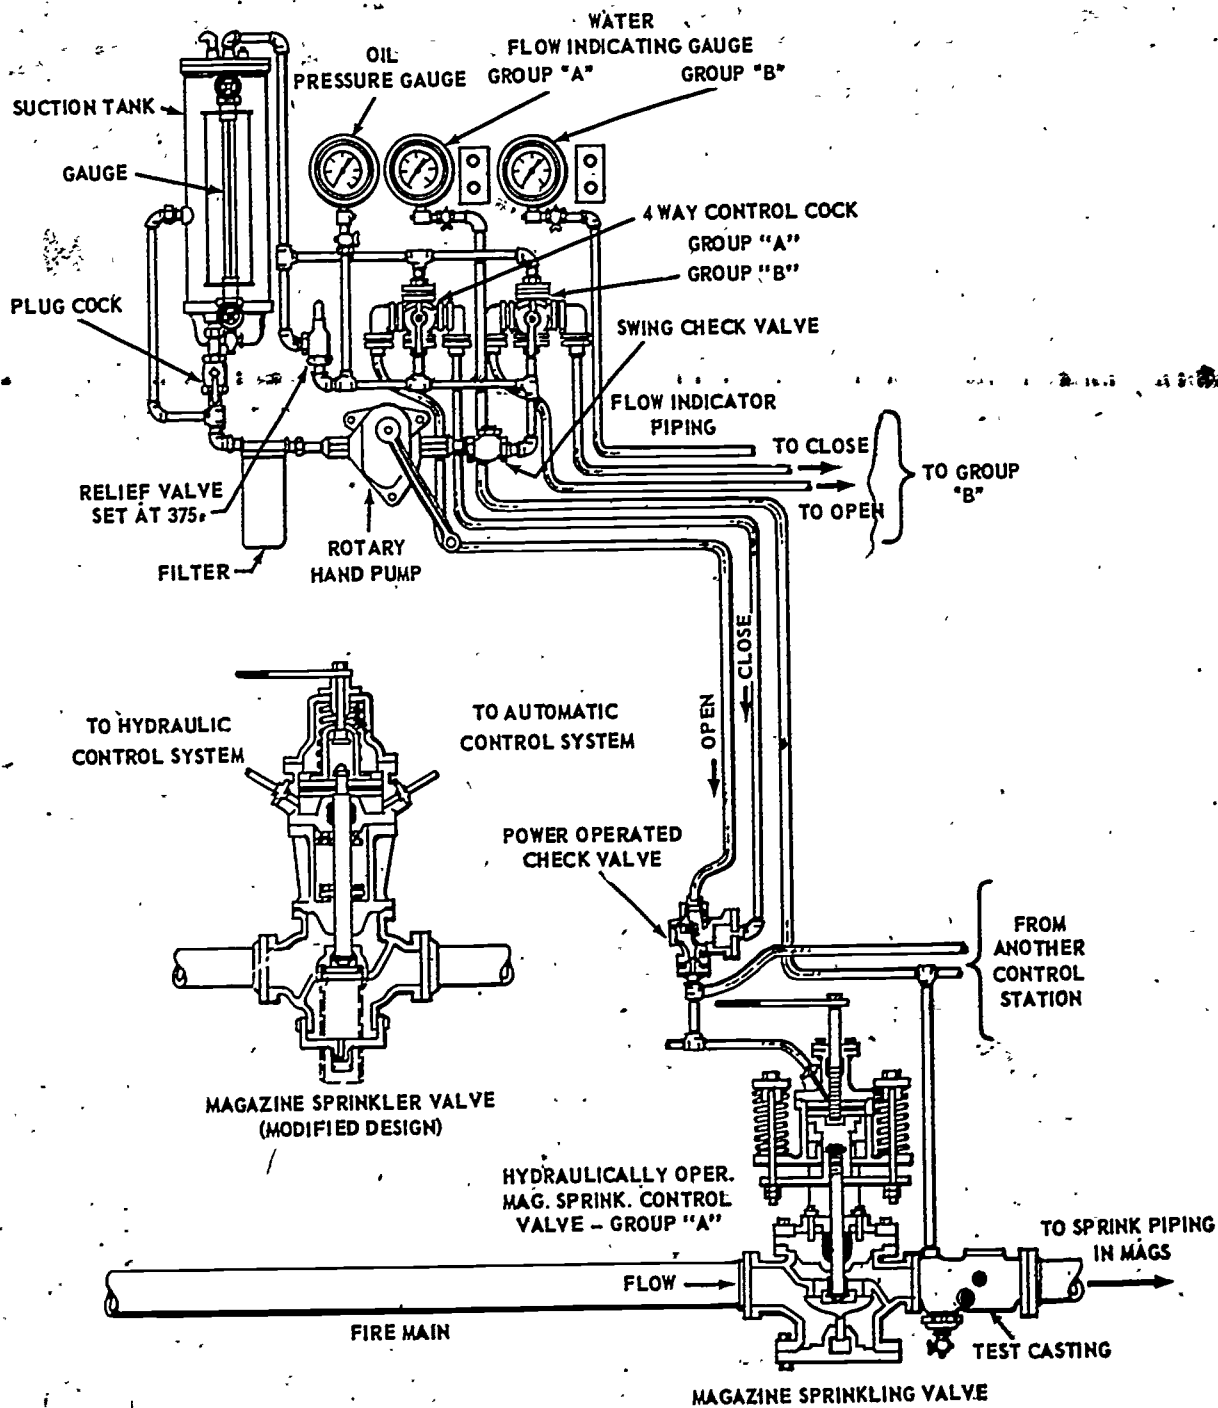 WATER
FLOW INDICATING GAUGE
GROUP "A"
GROUP "B"
OIL
PRESSURE GAUGE
SUCTION TANK
GAUGE
4 WAY CONTROL COCK
GROUP "A"
GROUP "B"
PLUG COCK
SWING CHECK VALVE
FLOW INDICATOR
PIPING
TO CLOSE
TO OPEN
TO GROUP
"B"
RELIEF VALVE
SET AT 375#
FILTER
ROTARY
HAND PUMP
CLOSE
OPEN
TO HYDRAULIC
CONTROL SYSTEM
TO AUTOMATIC
CONTROL SYSTEM
POWER OPERATED
CHECK VALVE
FROM
ANOTHER
CONTROL
STATION
MAGAZINE SPRINKLER VALVE
(MODIFIED DESIGN)
HYDRAULICALLY OPER.
MAG. SPRINK. CONTROL
VALVE - GROUP "A"
TO SPRINK PIPING
IN MAGS
FLOW
FIRE MAIN
TEST CASTING
MAGAZINE SPRINKLING VALVE